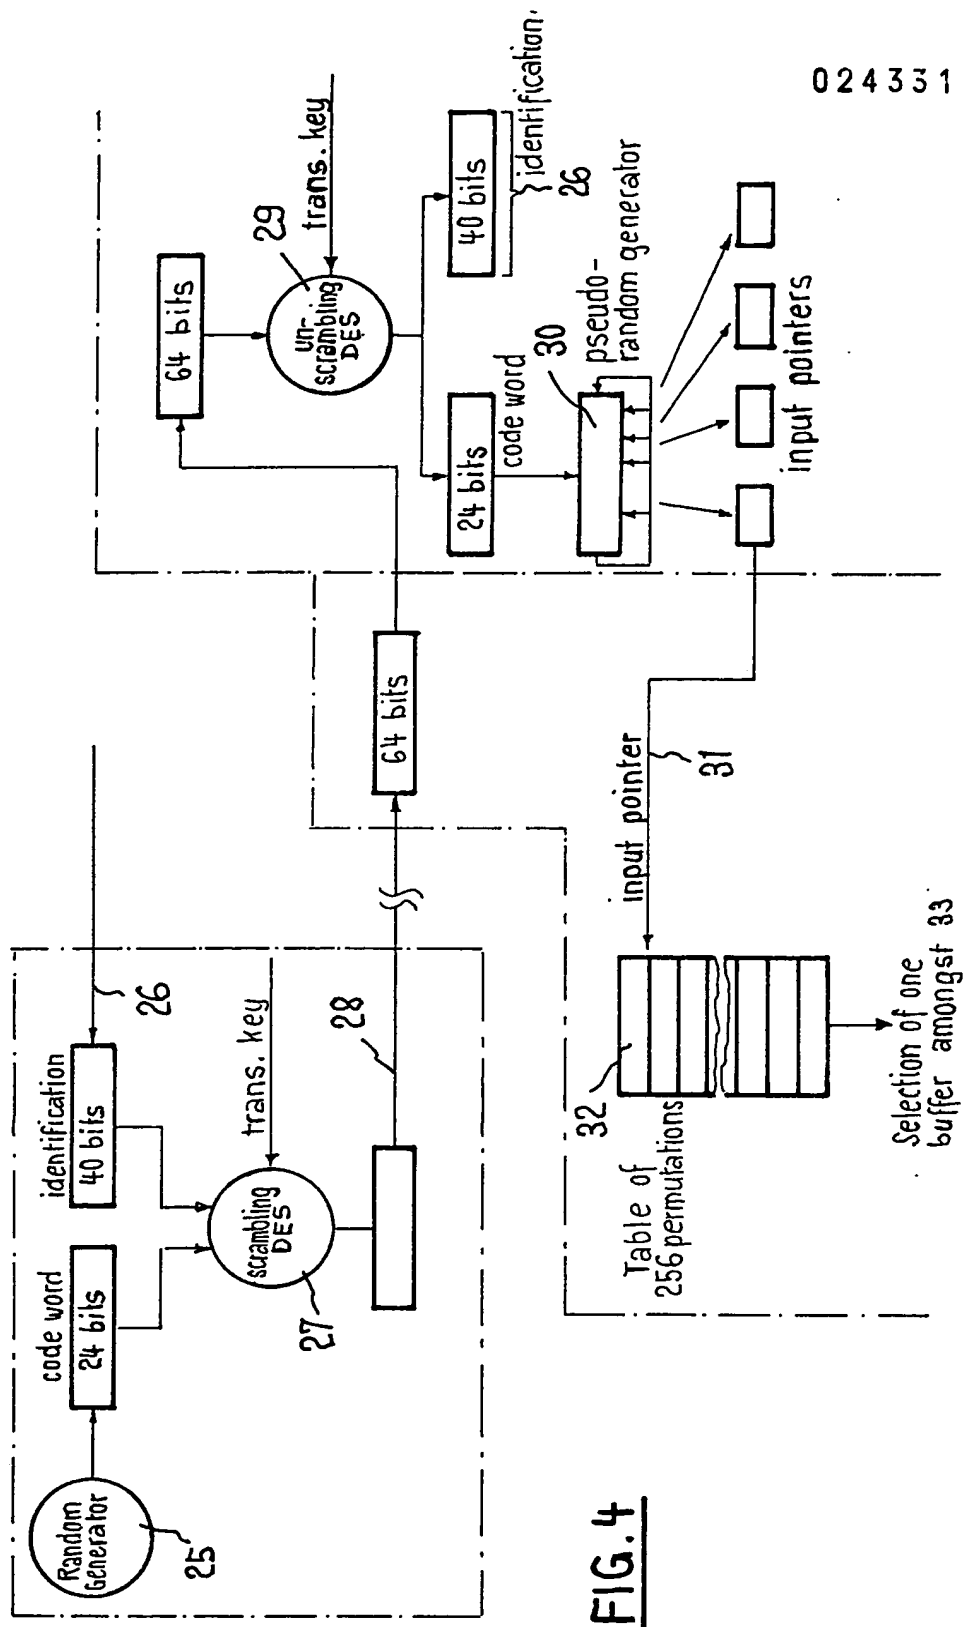 024331
Random
Generator
25
code word
24 bits
identification
40 bits
26
scrambling
DES
27
trans. key
28
64 bits
64 bits
un-
scrambling
DES
29
trans. key
24 bits
code word
40 bits
26
identification.
30
pseudo-
random generator
input pointers
input pointer
31
32
Table of
256 permutations
Selection of one
buffer amongst 33
FIG.4